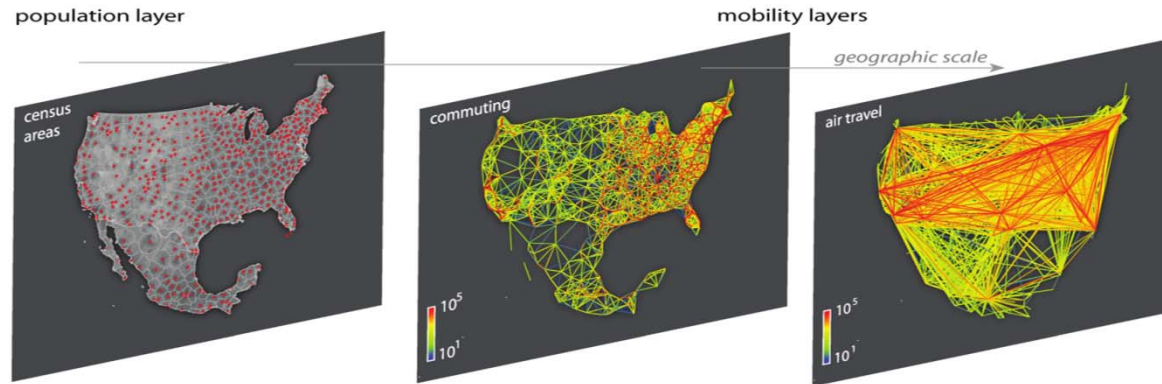 population layer
mobility layers
geographic scale
census
areas
commuting
air travel
10⁵
10¹
10⁵
10¹